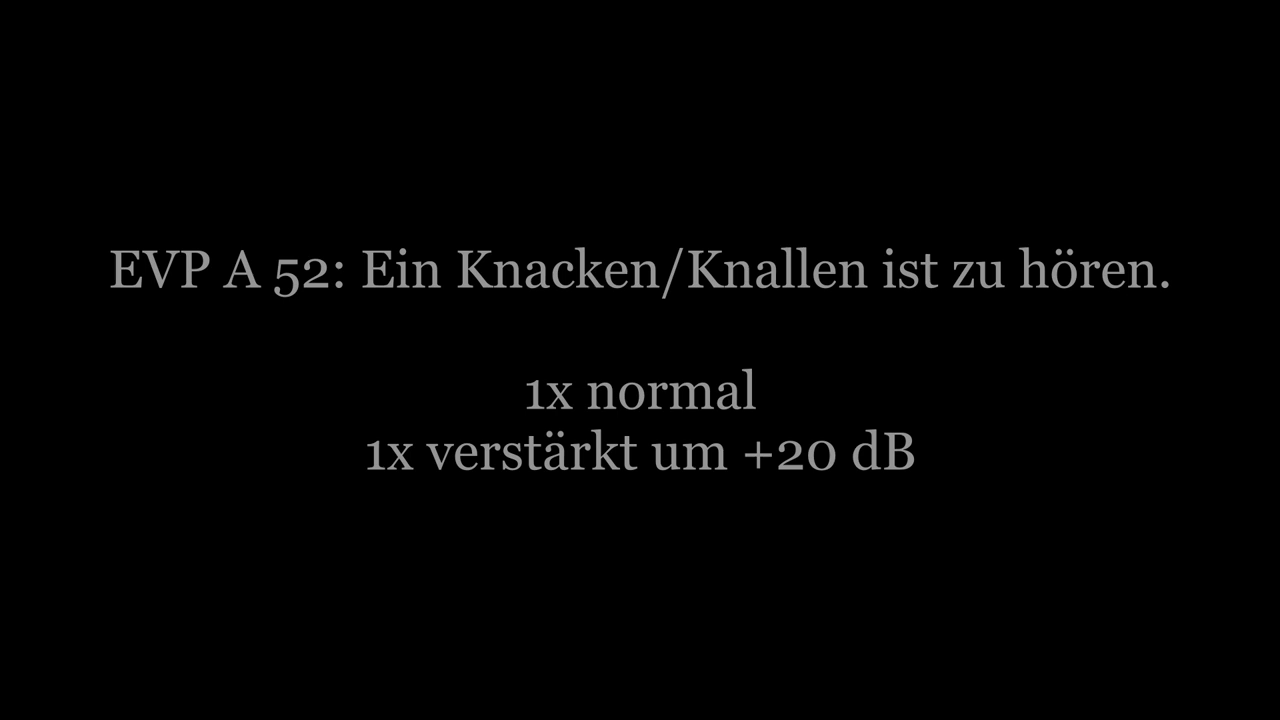 EVP A 52: Ein Knacken/Knallen ist zu hören.
1x normal
1x verstärkt um +20 dB